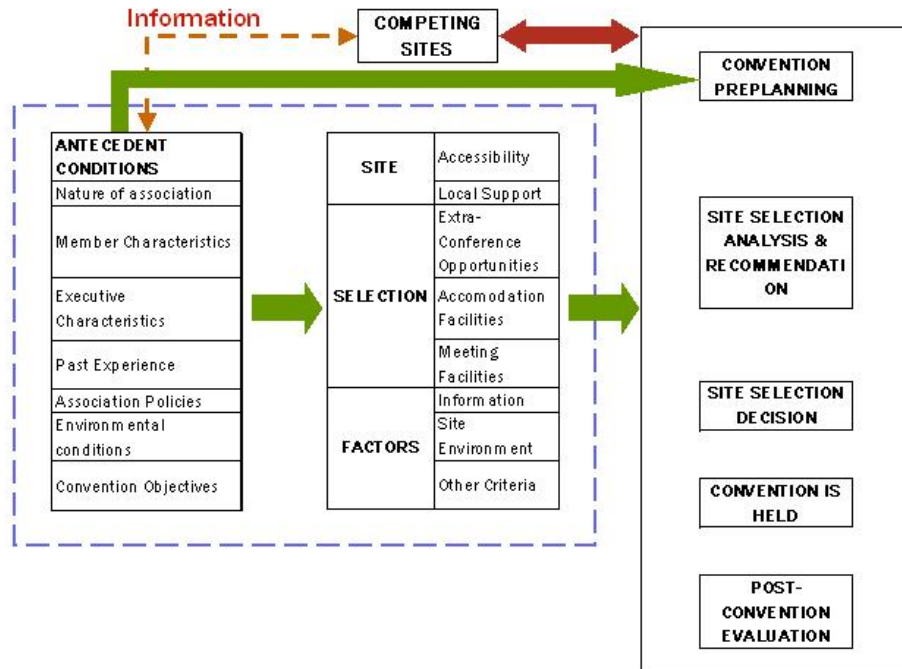 Information
COMPETING
SITES
CONVENTION
PREPLANNING
ANTECEDENT
CONDITIONS
Nature of association
Member Characteristics
Executive
Characteristics
Past Experience
Association Policies
Environmental
conditions
Convention Objectives
SITE
Accessibility
Local Support
SELECTION
Extra-
Conference
Opportunities
Accomodation
Facilities
Meeting
Facilities
FACTORS
Information
Site
Environment
Other Criteria
SITE SELECTION
ANALYSIS &
RECOMMENDATI
ON
SITE SELECTION
DECISION
CONVENTION IS
HELD
POST-
CONVENTION
EVALUATION